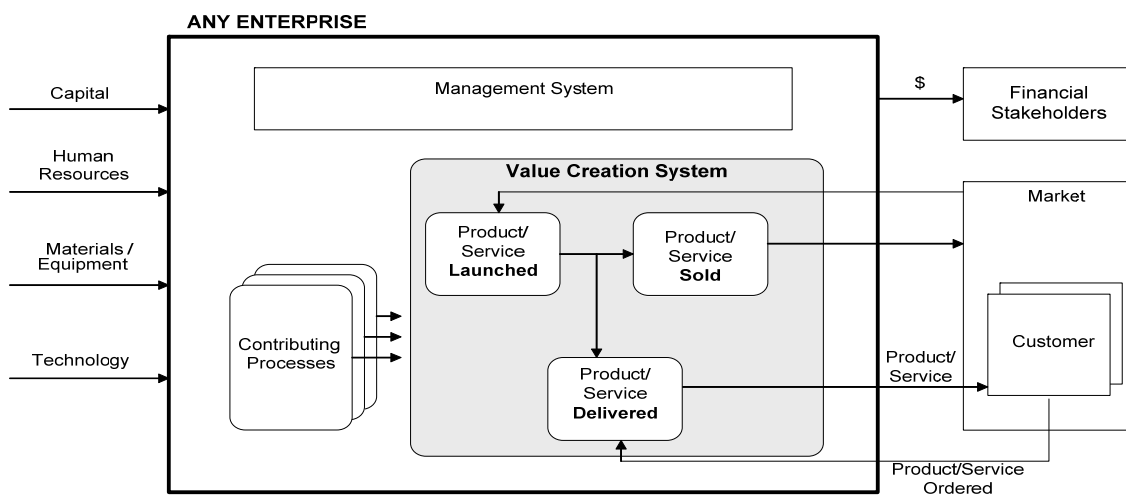 ANY ENTERPRISE
Capital
Human
Resources
Materials /
Equipment
Technology
Management System
Contributing
Processes
Value Creation System
Product/
Service
Launched
Product/
Service
Sold
Product/
Service
Delivered
$
Financial
Stakeholders
Market
Customer
Product/
Service
Product/Service
Ordered